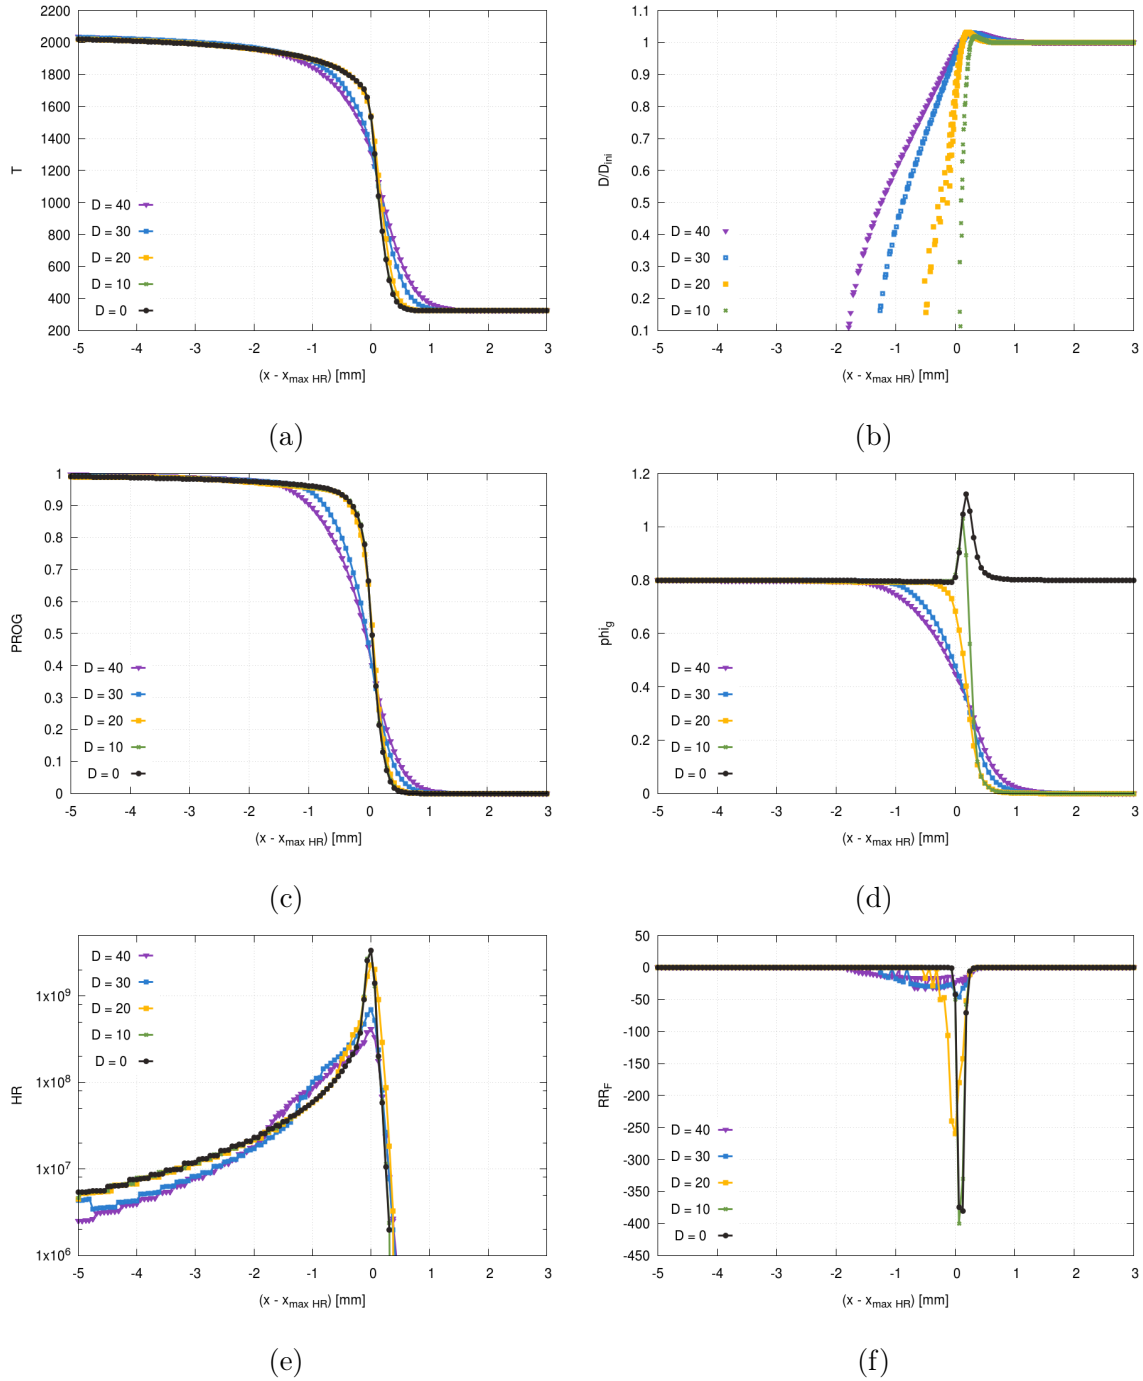 2200
2000
1800
1600
1400
1200
1000
800
600
400
200
T
D = 40
D = 30
D = 20
D = 10
D = 0
-5 -4 -3 -2 -1 0 1 2 3
(x - x_max HR) [mm]
(a)
1.1
1
0.9
0.8
0.7
0.6
0.5
0.4
0.3
0.2
0.1
D/D_ini
D = 40
D = 30
D = 20
D = 10
-5 -4 -3 -2 -1 0 1 2 3
(x - x_max HR) [mm]
(b)
1
0.9
0.8
0.7
0.6
0.5
0.4
0.3
0.2
0.1
0
PROG
D = 40
D = 30
D = 20
D = 10
D = 0
-5 -4 -3 -2 -1 0 1 2 3
(x - x_max HR) [mm]
(c)
1.2
1
0.8
0.6
0.4
0.2
0
phi_g
D = 40
D = 30
D = 20
D = 10
D = 0
-5 -4 -3 -2 -1 0 1 2 3
(x - x_max HR) [mm]
(d)
1x10⁹
1x10⁸
1x10⁷
1x10⁶
HR
D = 40
D = 30
D = 20
D = 10
D = 0
-5 -4 -3 -2 -1 0 1 2 3
(x - x_max HR) [mm]
(e)
50
0
-50
-100
-150
-200
-250
-300
-350
-400
-450
RR_F
D = 40
D = 30
D = 20
D = 10
D = 0
-5 -4 -3 -2 -1 0 1 2 3
(x - x_max HR) [mm]
(f)